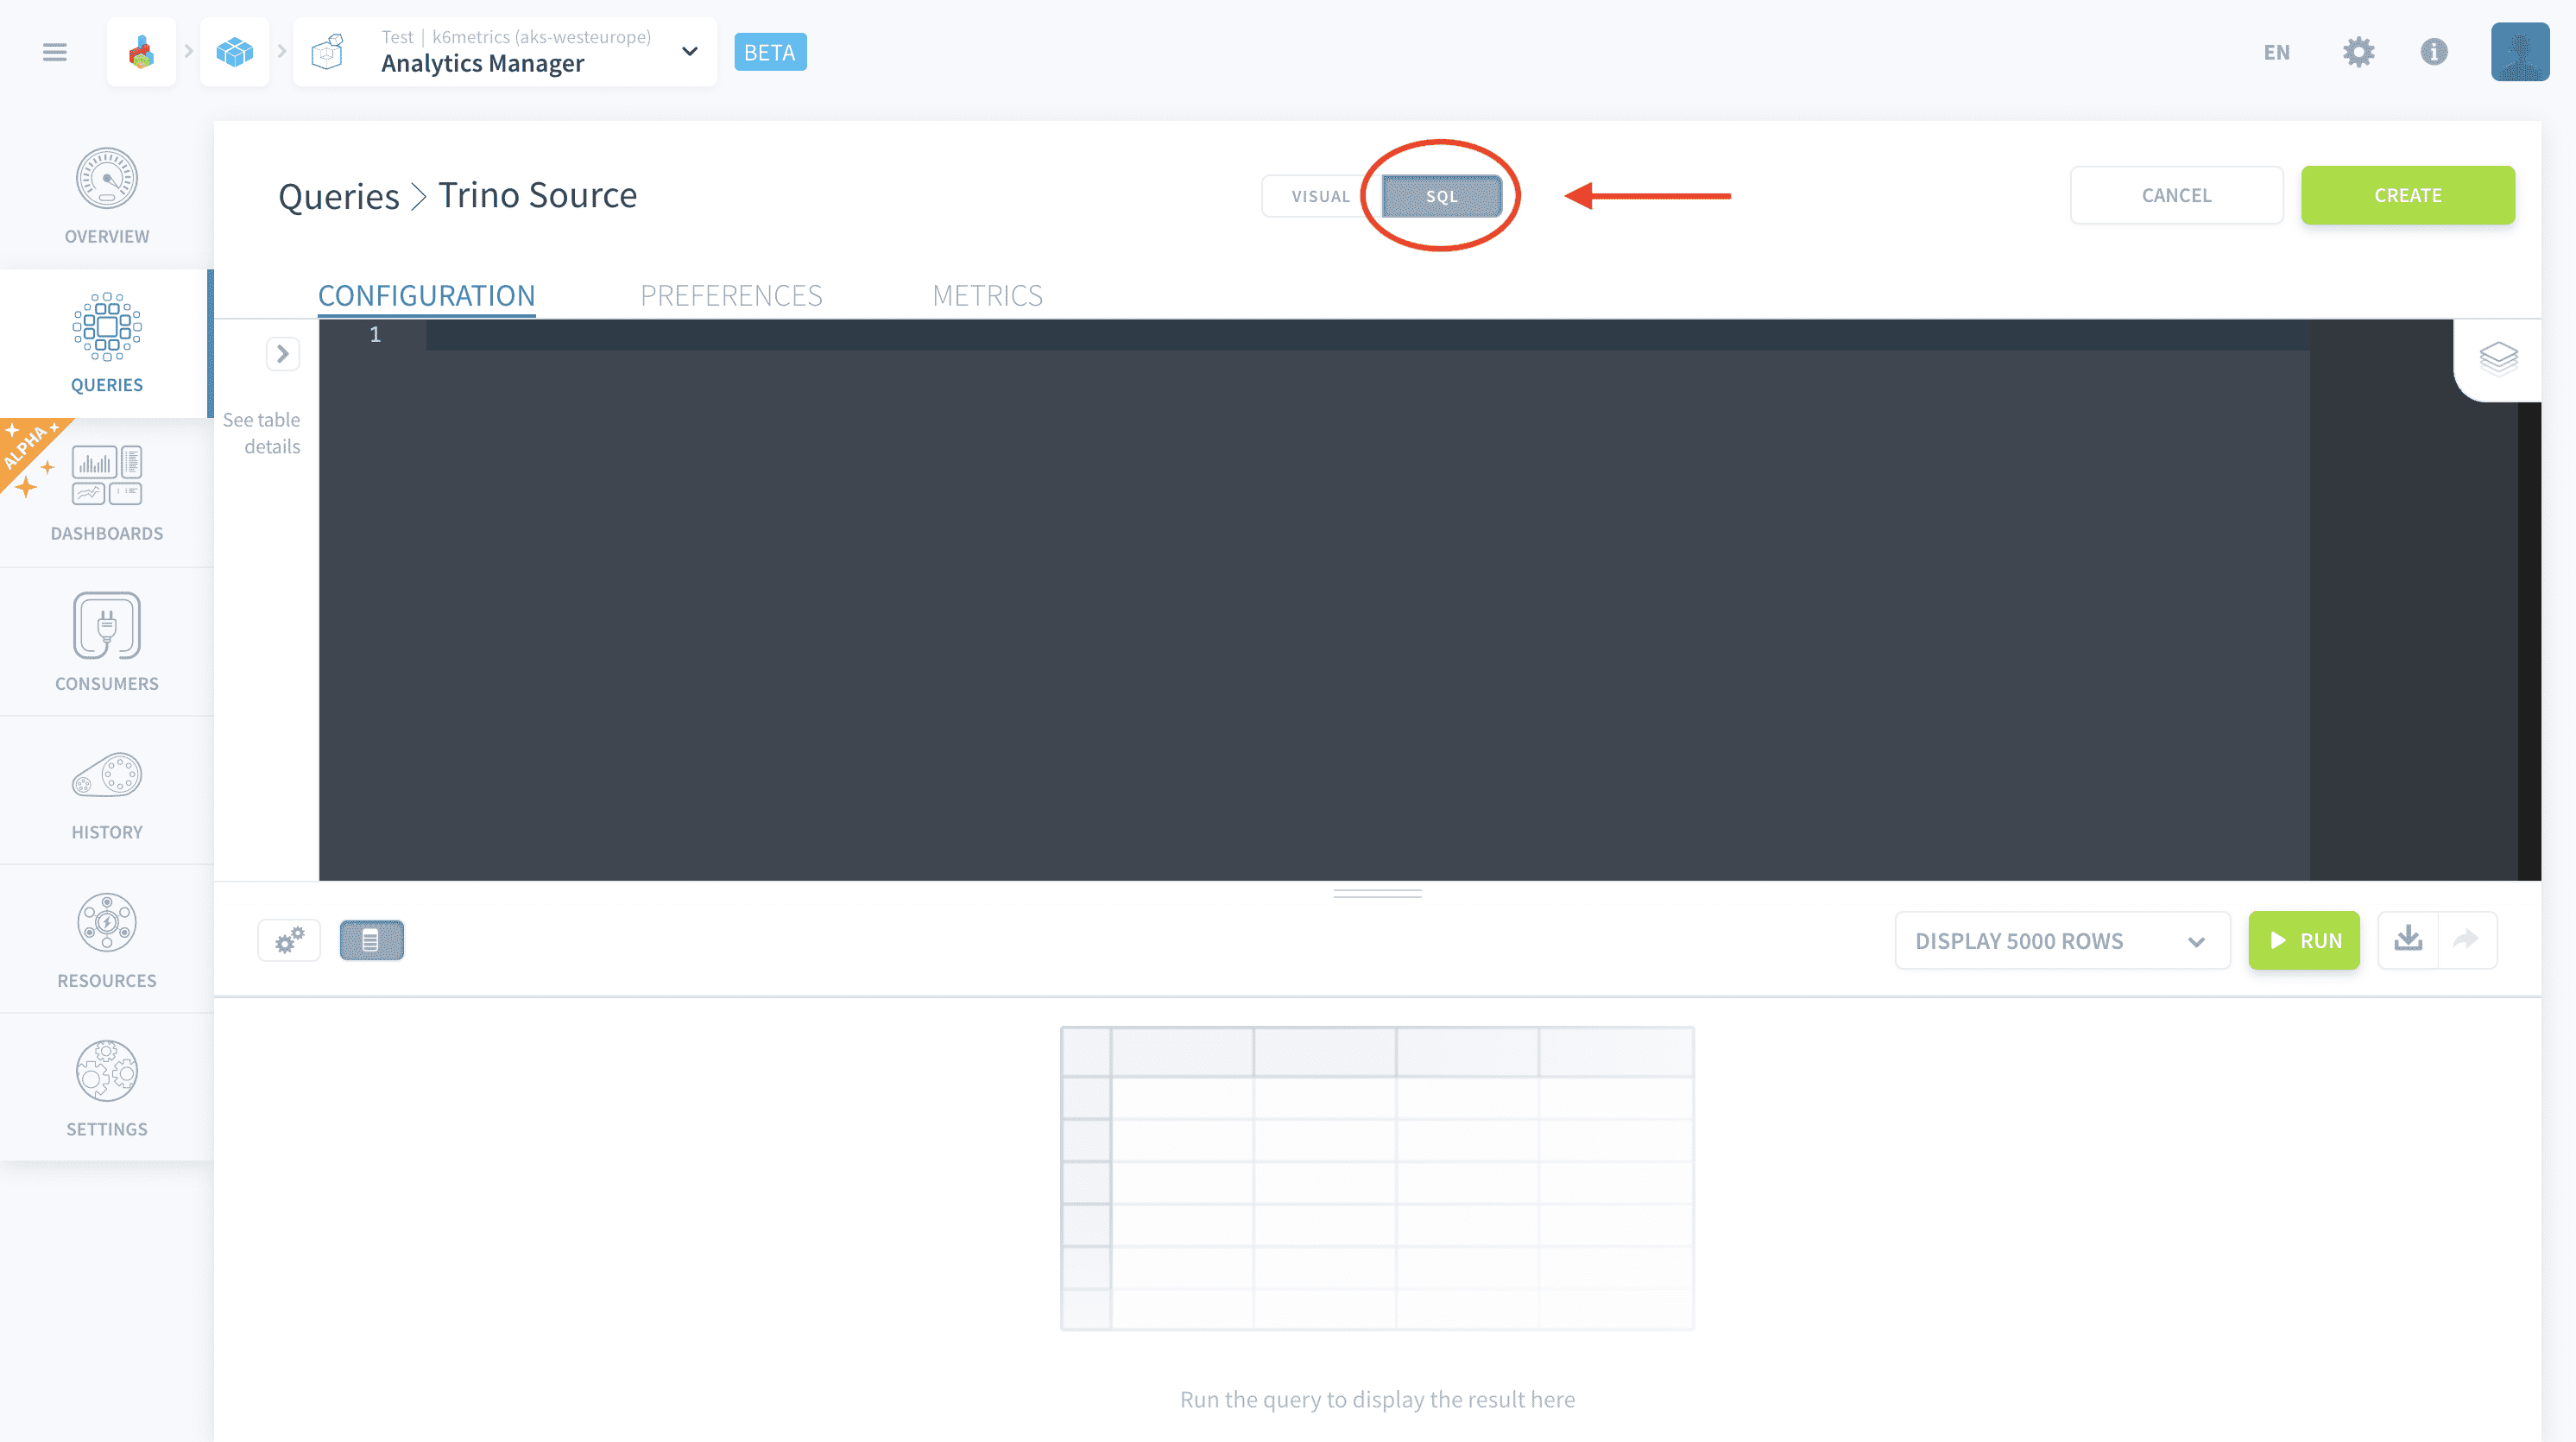 Test | k6metrics (aks-westeurope)
Analytics Manager
BETA
EN
OVERVIEW
QUERIES
ALPHA
DASHBOARDS
CONSUMERS
HISTORY
RESOURCES
SETTINGS
Queries > Trino Source
VISUAL
SQL
CANCEL
CREATE
CONFIGURATION
PREFERENCES
METRICS
See table
details
1
DISPLAY 5000 ROWS
RUN
Run the query to display the result here